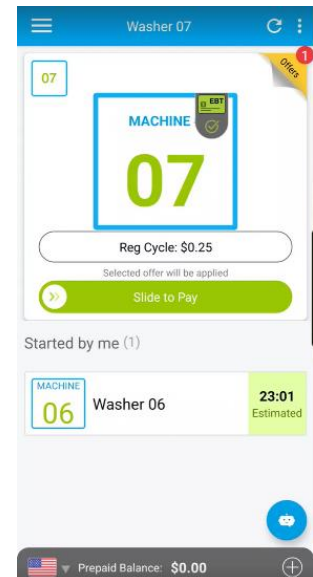 Washer 07
1
Offers
07
EBT
MACHINE
07
Reg Cycle: $0.25
Selected offer will be applied
Slide to Pay
Started by me (1)
MACHINE
06
Washer 06
23:01
Estimated
Prepaid Balance: $0.00